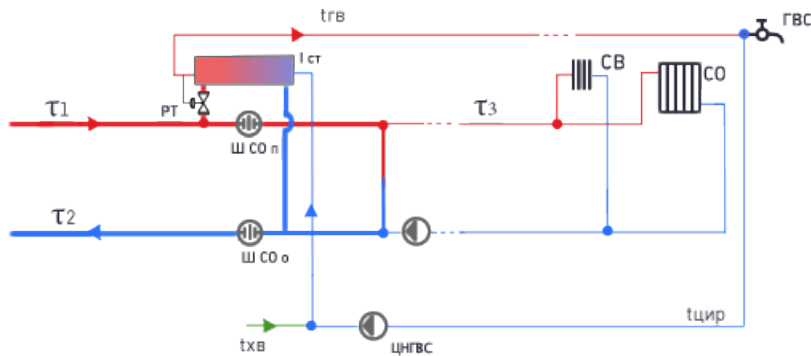 tгв
ГВС
I ст
СВ
СО
τ1
РТ
τ3
Ш СО п
τ2
Ш СО о
tцир
tхв
ЦНГВС